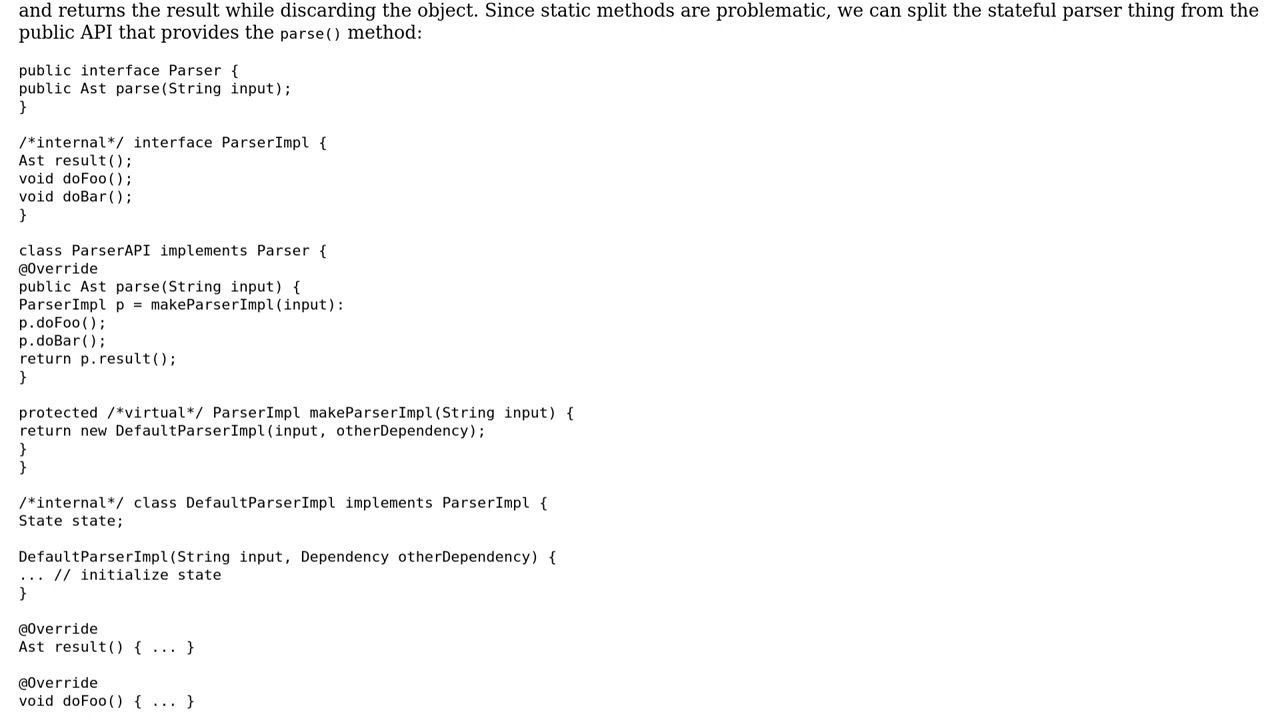 and returns the result while discarding the object. Since static methods are problematic, we can split the stateful parser thing from the
public API that provides the parse() method:
public interface Parser {
public Ast parse(String input);
}
/*internal*/ interface ParserImpl {
Ast result();
void doFoo();
void doBar();
}
class ParserAPI implements Parser {
@Override
public Ast parse(String input) {
ParserImpl p = makeParserImpl(input):
p.doFoo();
p.doBar();
return p.result();
}
protected /*virtual*/ ParserImpl makeParserImpl(String input) {
return new DefaultParserImpl(input, otherDependency);
}
}
/*internal*/ class DefaultParserImpl implements ParserImpl {
State state;
DefaultParserImpl(String input, Dependency otherDependency) {
... // initialize state
}
@Override
Ast result() { ... }
@Override
void doFoo() { ... }